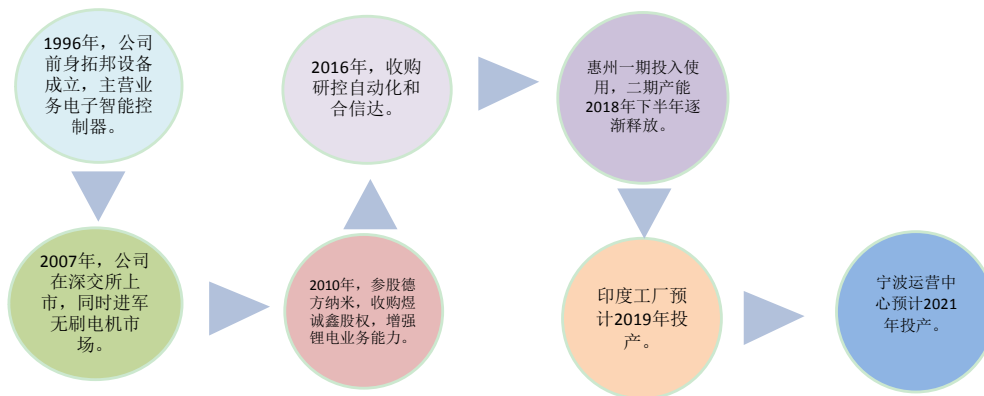 1996年，公司
前身拓邦设备
成立，主营业
务电子智能控
制器。
2007年，公司
在深交所上
市，同时进军
无刷电机市
场。
2010年，参股德
方纳米，收购煜
诚鑫股权，增强
锂电业务能力。
2016年，收购
研控自动化和
合信达。
惠州一期投入使
用，二期产能
2018年下半年逐
渐释放。
印度工厂预
计2019年投
产。
宁波运营中
心预计2021
年投产。